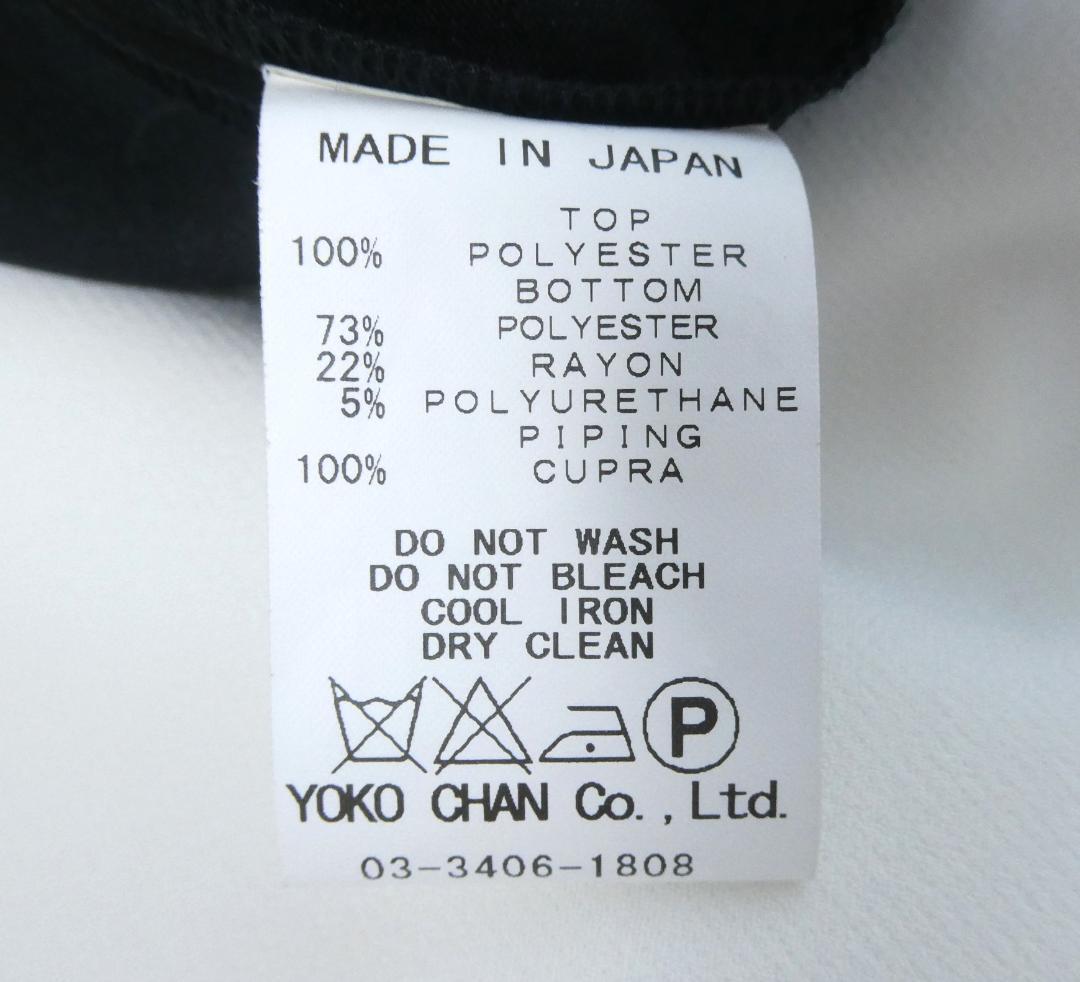 MADE IN JAPAN
TOP
100% POLYESTER
BOTTOM
73% POLYESTER
22% RAYON
5% POLYURETHANE
PIPING
100% CUPRA
DO NOT WASH
DO NOT BLEACH
COOL IRON
DRY CLEAN
P
YOKO CHAN Co., Ltd.
03-3406-1808